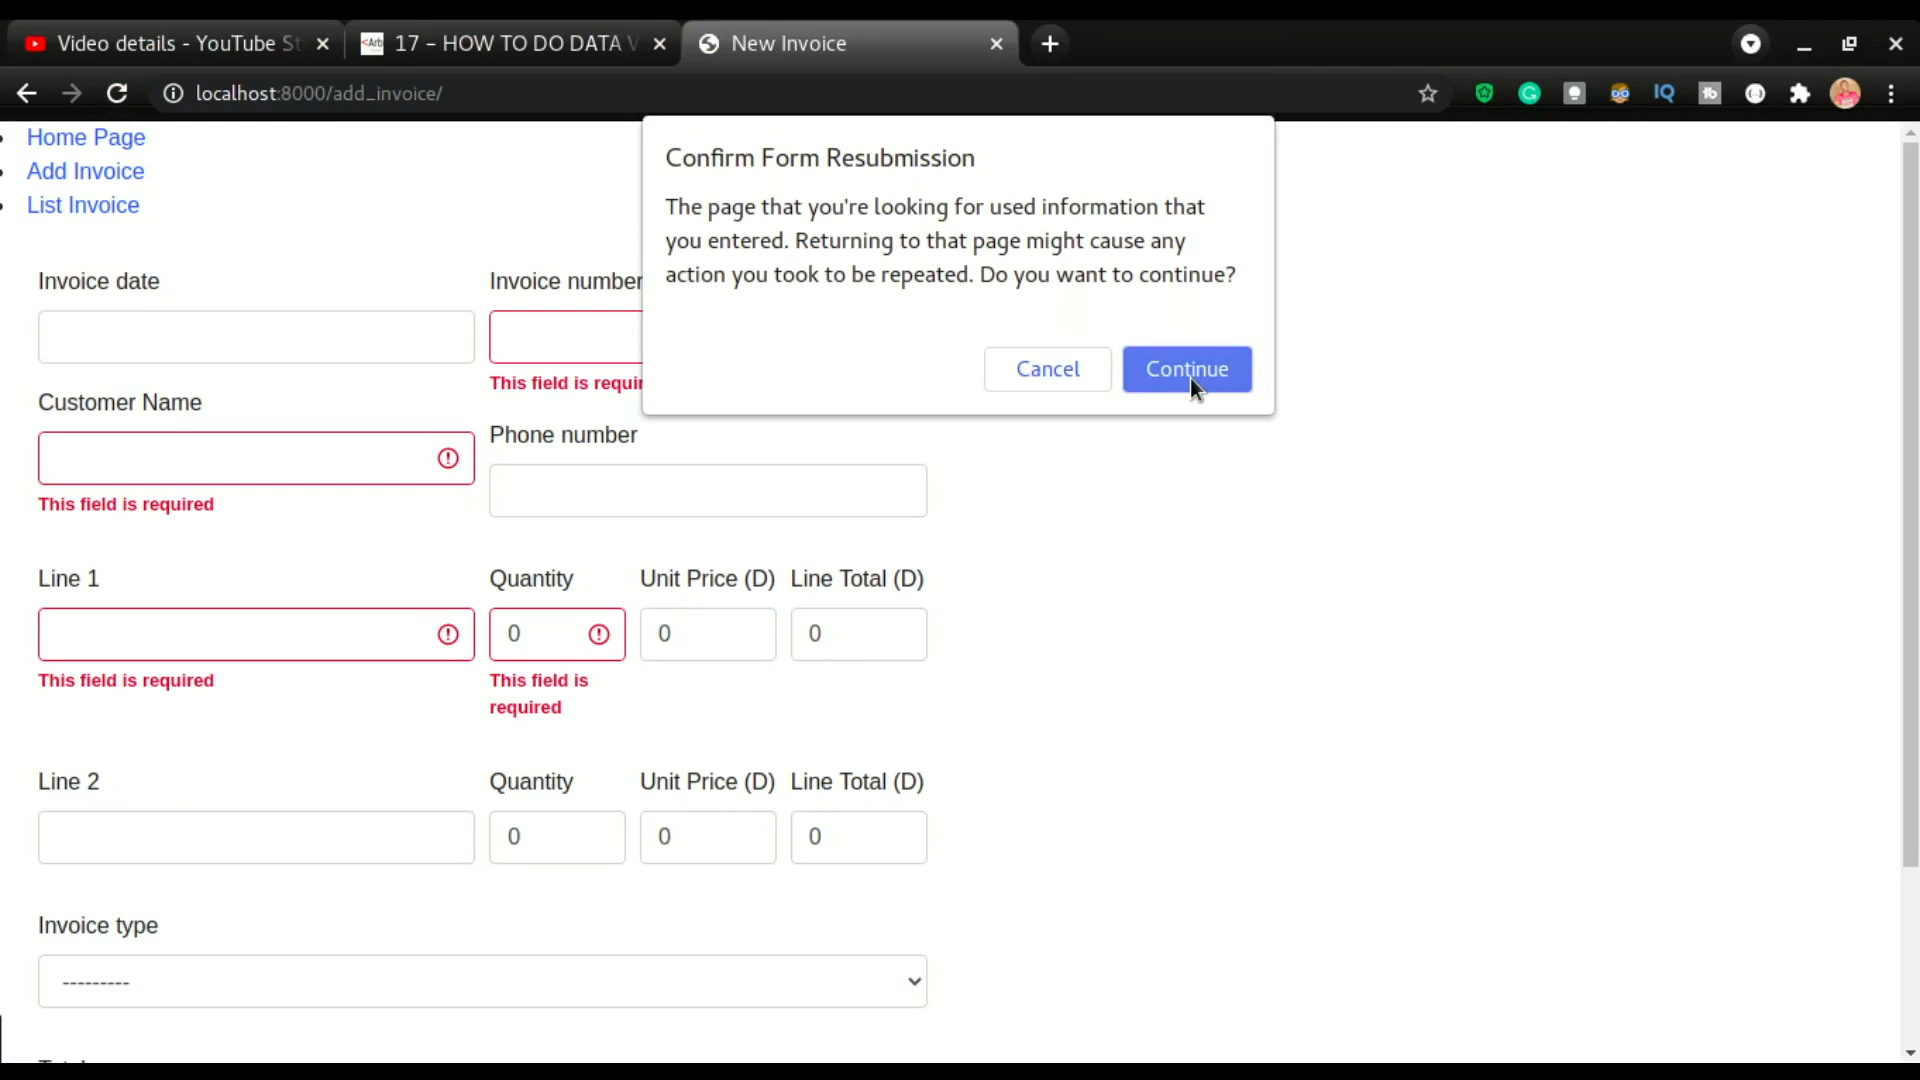 Video details - YouTube St
17 – HOW TO DO DATA V
New Invoice
localhost:8000/add_invoice/
Home Page
Add Invoice
List Invoice
Confirm Form Resubmission
The page that you're looking for used information that
you entered. Returning to that page might cause any
action you took to be repeated. Do you want to continue?
Cancel
Continue
Invoice date
Invoice number
This field is requir
Customer Name
This field is required
Phone number
Line 1
Quantity
Unit Price (D)
Line Total (D)
0
0
0
This field is required
This field is
required
Line 2
Quantity
Unit Price (D)
Line Total (D)
0
0
0
Invoice type
---------